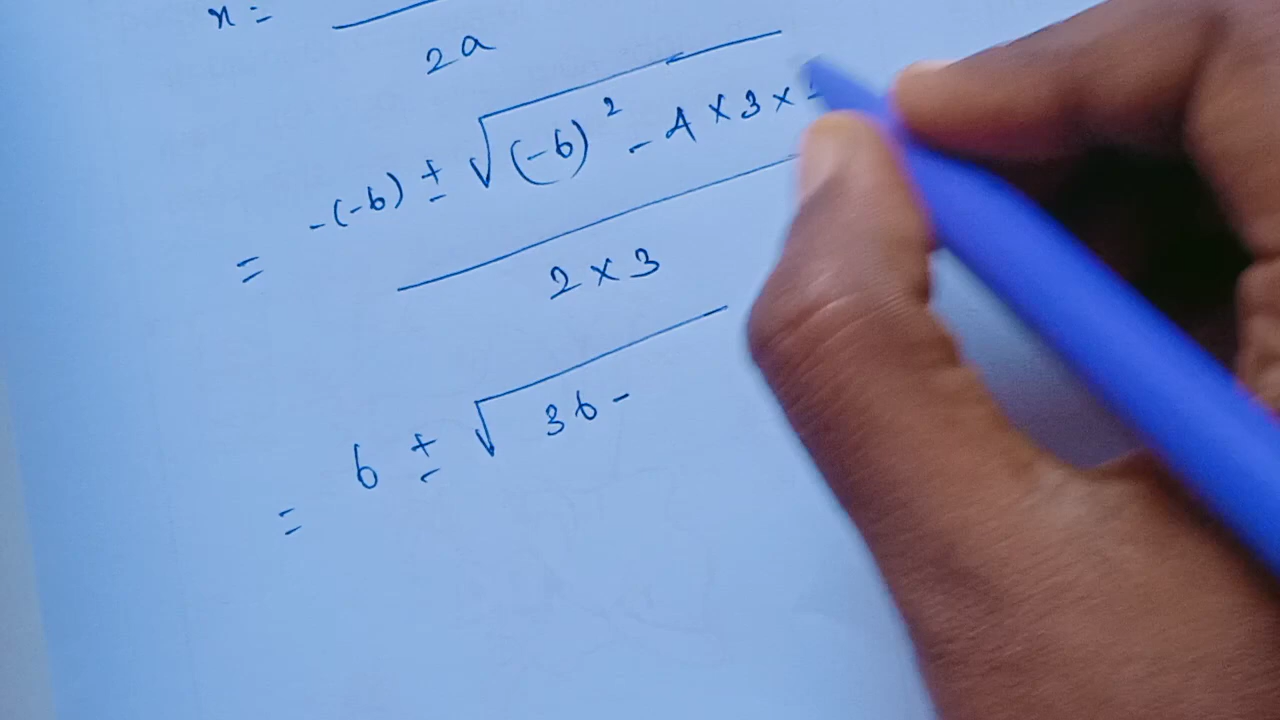 x =
2a
= -(-6) ± √(-6)² - 4 × 3 ×
2 × 3
= 6 ± √36 -